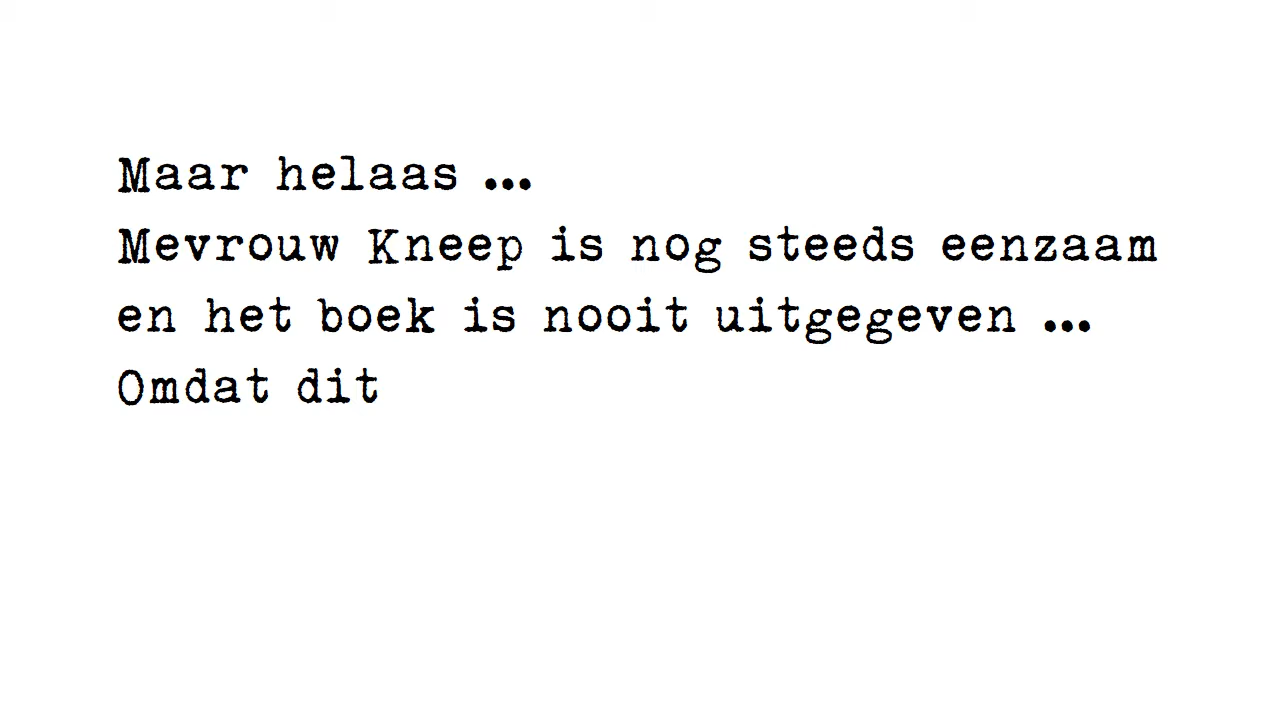 Maar helaas ...
Mevrouw Kneep is nog steeds eenzaam
en het boek is nooit uitgegeven ...
Omdat dit